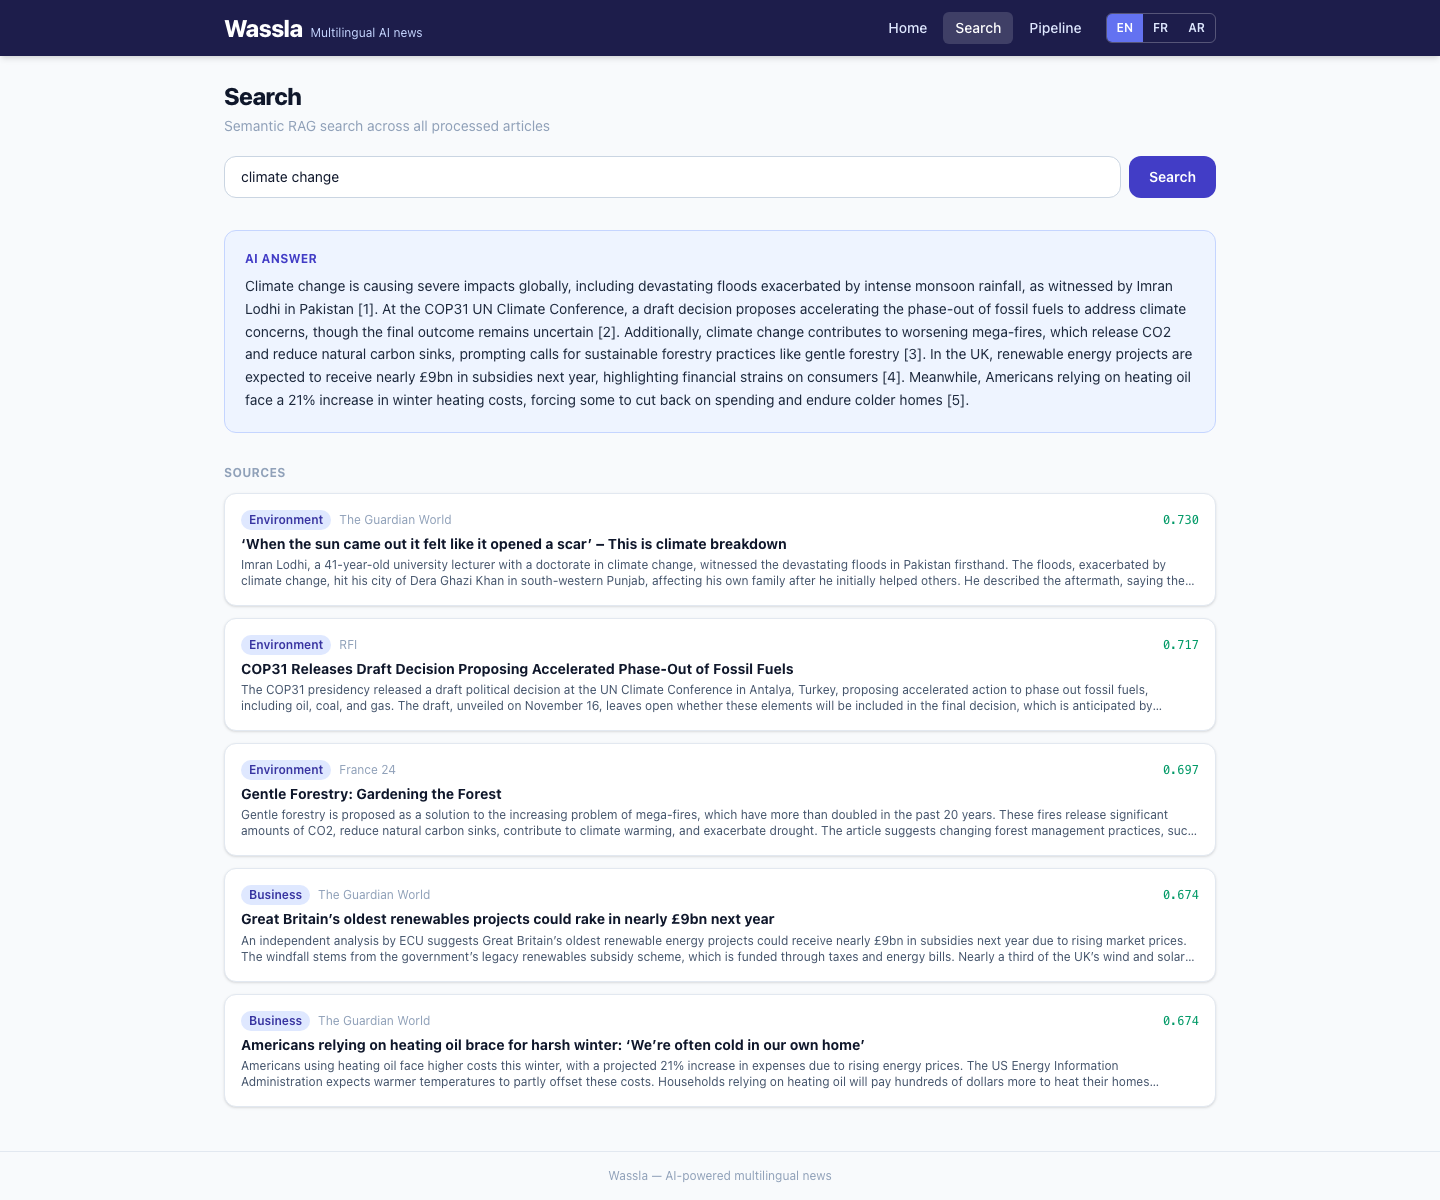 Wassla Multilingual AI news Home Search Pipeline EN FR AR
Search
Semantic RAG search across all processed articles
climate change Search
AI ANSWER
Climate change is causing severe impacts globally, including devastating floods exacerbated by intense monsoon rainfall, as witnessed by Imran
Lodhi in Pakistan [1]. At the COP31 UN Climate Conference, a draft decision proposes accelerating the phase-out of fossil fuels to address climate
concerns, though the final outcome remains uncertain [2]. Additionally, climate change contributes to worsening mega-fires, which release CO2
and reduce natural carbon sinks, prompting calls for sustainable forestry practices like gentle forestry [3]. In the UK, renewable energy projects are
expected to receive nearly £9bn in subsidies next year, highlighting financial strains on consumers [4]. Meanwhile, Americans relying on heating oil
face a 21% increase in winter heating costs, forcing some to cut back on spending and endure colder homes [5].
SOURCES
Environment The Guardian World 0.730
‘When the sun came out it felt like it opened a scar’ – This is climate breakdown
Imran Lodhi, a 41-year-old university lecturer with a doctorate in climate change, witnessed the devastating floods in Pakistan firsthand. The floods, exacerbated by
climate change, hit his city of Dera Ghazi Khan in south-western Punjab, affecting his own family after he initially helped others. He described the aftermath, saying the…
Environment RFI 0.717
COP31 Releases Draft Decision Proposing Accelerated Phase-Out of Fossil Fuels
The COP31 presidency released a draft political decision at the UN Climate Conference in Antalya, Turkey, proposing accelerated action to phase out fossil fuels,
including oil, coal, and gas. The draft, unveiled on November 16, leaves open whether these elements will be included in the final decision, which is anticipated by…
Environment France 24 0.697
Gentle Forestry: Gardening the Forest
Gentle forestry is proposed as a solution to the increasing problem of mega-fires, which have more than doubled in the past 20 years. These fires release significant
amounts of CO2, reduce natural carbon sinks, contribute to climate warming, and exacerbate drought. The article suggests changing forest management practices, suc…
Business The Guardian World 0.674
Great Britain’s oldest renewables projects could rake in nearly £9bn next year
An independent analysis by ECU suggests Great Britain’s oldest renewable energy projects could receive nearly £9bn in subsidies next year due to rising market prices.
The windfall stems from the government’s legacy renewables subsidy scheme, which is funded through taxes and energy bills. Nearly a third of the UK’s wind and solar…
Business The Guardian World 0.674
Americans relying on heating oil brace for harsh winter: ‘We’re often cold in our own home’
Americans using heating oil face higher costs this winter, with a projected 21% increase in expenses due to rising energy prices. The US Energy Information
Administration expects warmer temperatures to partly offset these costs. Households relying on heating oil will pay hundreds of dollars more to heat their homes…
Wassla — AI-powered multilingual news